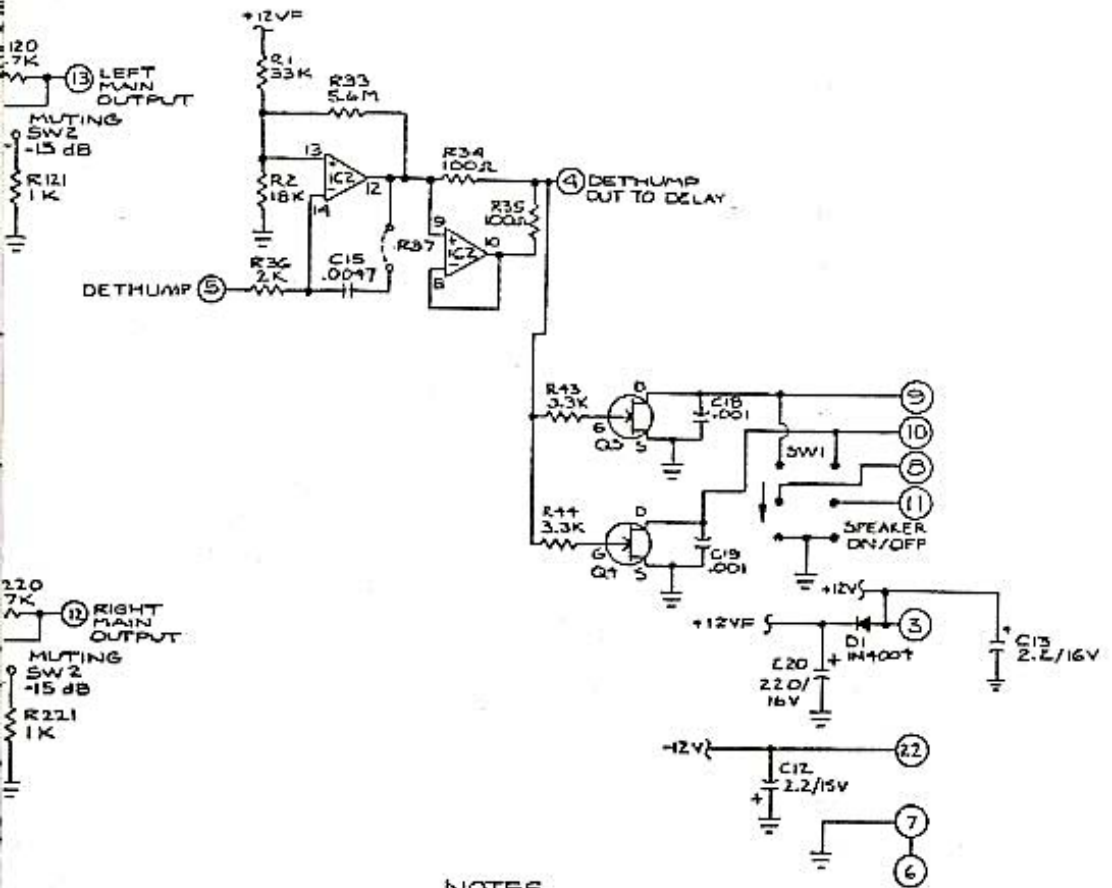 +12VF
120
.7K
13 LEFT
MAIN
OUTPUT
MUTING
SW2
-15 dB
R121
1K
R1
33K
R33
5.6M
13
+
IC2
-
12
14
R2
18K
R34
100Ω
R35
100Ω
4 DETHUMP
OUT TO DELAY
9
+
IC2
-
10
8
R37
R36
2K
C15
.0047
DETHUMP 5
R43
3.3K
D
G
S
Q3
C18
.001
9
10
SW1
8
11
SPEAKER
ON/OFF
R44
3.3K
D
G
S
Q4
C19
.001
220
7K
12 RIGHT
MAIN
OUTPUT
MUTING
SW2
-15 dB
R221
1K
+12V
+12VF
D1
1N4004
3
+
C13
2.2/16V
C20
220/
16V
+
-12V
22
C12
2.2/15V
+
7
6
NOTES